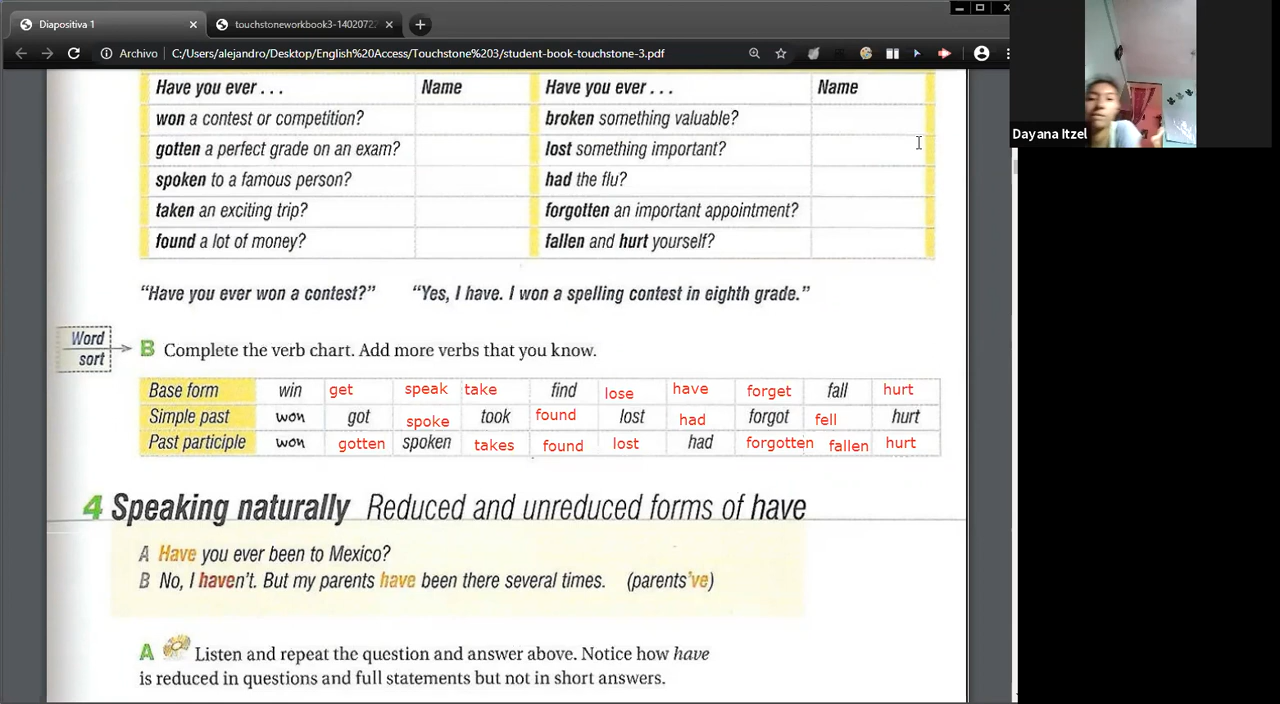 Diapositiva 1
touchstoneworkbook3-1402072
Archivo C:/Users/alejandro/Desktop/English%20Access/Touchstone%203/student-book-touchstone-3.pdf
Dayana Itzel
Have you ever . . . Name Have you ever . . . Name
won a contest or competition? broken something valuable?
gotten a perfect grade on an exam? lost something important?
spoken to a famous person? had the flu?
taken an exciting trip? forgotten an important appointment?
found a lot of money? fallen and hurt yourself?
“Have you ever won a contest?” “Yes, I have. I won a spelling contest in eighth grade.”
Word
sort
B Complete the verb chart. Add more verbs that you know.
Base form win get speak take find lose have forget fall hurt
Simple past won got spoke took found lost had forgot fell hurt
Past participle won gotten spoken takes found lost had forgotten fallen hurt
4 Speaking naturally Reduced and unreduced forms of have
A Have you ever been to Mexico?
B No, I haven't. But my parents have been there several times. (parents've)
A Listen and repeat the question and answer above. Notice how have
is reduced in questions and full statements but not in short answers.